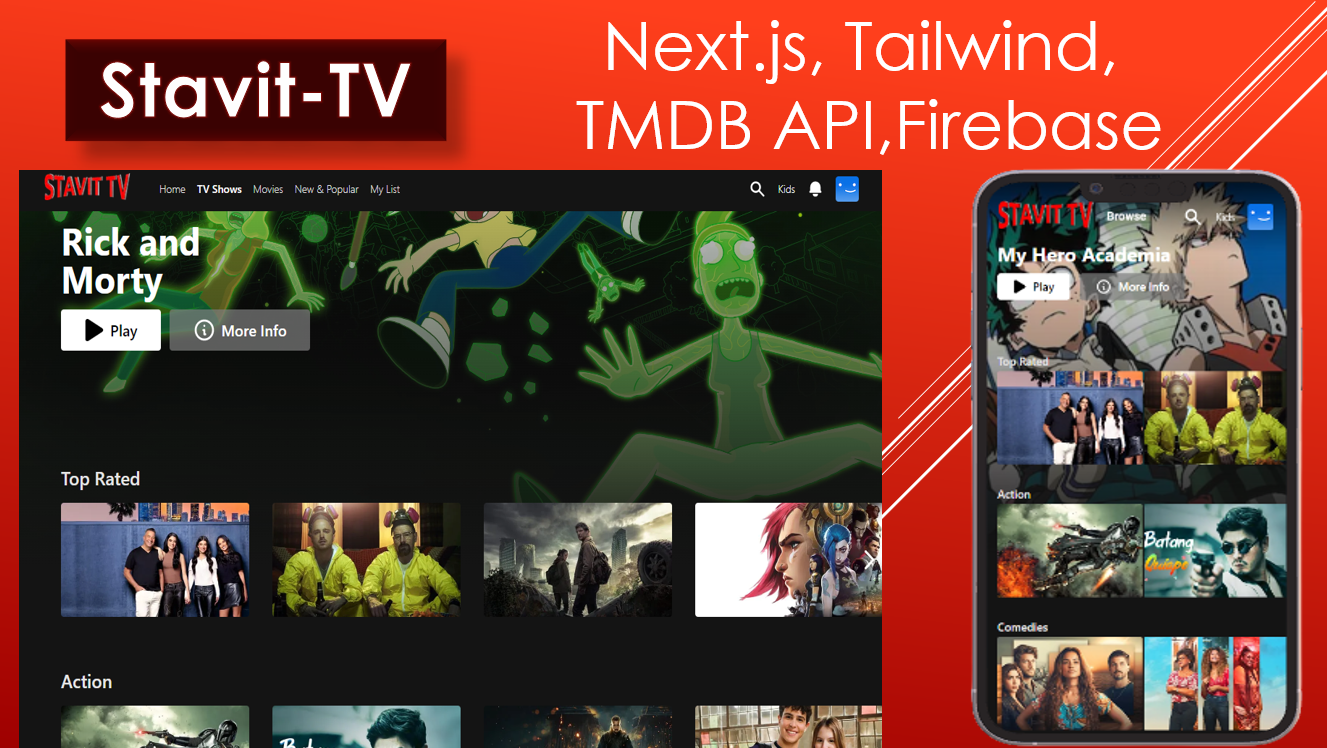 Stavit-TV
Next.js, Tailwind,
TMDB API,Firebase
STAVIT TV
Home TV Shows Movies New & Popular My List
Kids
Rick and
Morty
Play More Info
Top Rated
Action
STAVIT TV Browse Kids
My Hero Academia
Play More Info
Top Rated
Action
Batang
Quiapo
Comedies